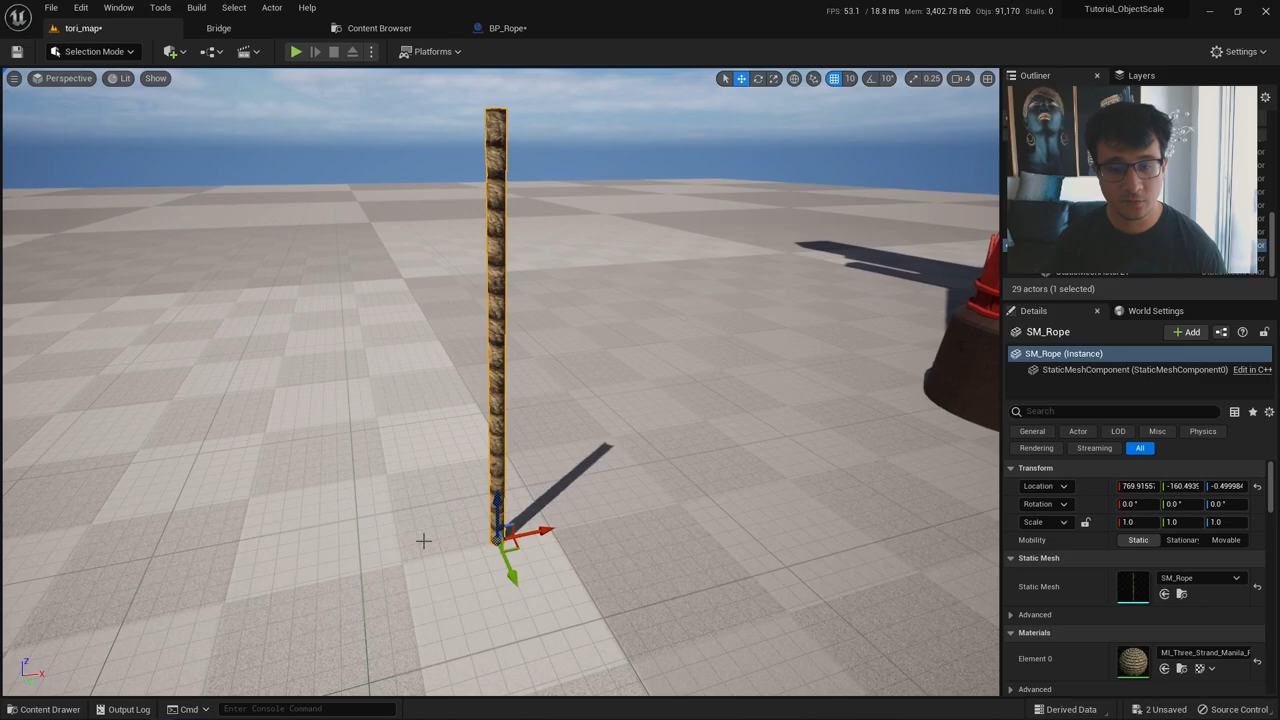 File Edit Window Tools Build Select Actor Help
FPS: 53.1 / 18.8 ms Mem: 3,402.78 mb Objs: 91,170 Stalls: 0
Tutorial_ObjectScale
tori_map* Bridge Content Browser BP_Rope*
Selection Mode Platforms Settings
Perspective Lit Show 10 10° 0.25 4
Outliner Layers
29 actors (1 selected)
Details World Settings
SM_Rope Add
SM_Rope (Instance)
StaticMeshComponent (StaticMeshComponent0) Edit in C++
Search
General Actor LOD Misc Physics
Rendering Streaming All
Transform
Location 769.9155 -160.4939 -0.499984
Rotation 0.0 ° 0.0 ° 0.0 °
Scale 1.0 1.0 1.0
Mobility Static Stationary Movable
Static Mesh
Static Mesh SM_Rope
Advanced
Materials
Element 0 MI_Three_Strand_Manila_
Advanced
Z
X
Content Drawer Output Log Cmd Enter Console Command Derived Data 2 Unsaved Source Control